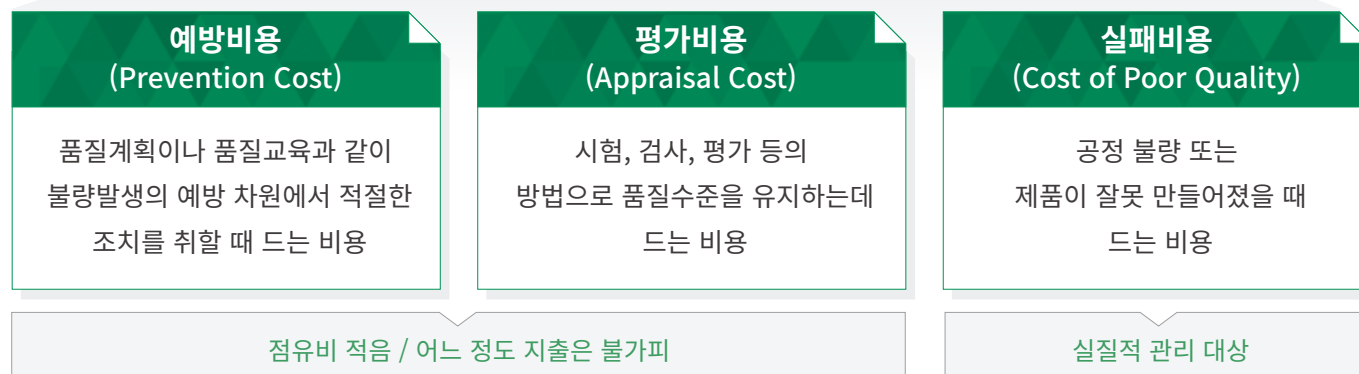 예방비용
(Prevention Cost)
품질계획이나 품질교육과 같이
불량발생의 예방 차원에서 적절한
조치를 취할 때 드는 비용
평가비용
(Appraisal Cost)
시험, 검사, 평가 등의
방법으로 품질수준을 유지하는데
드는 비용
실패비용
(Cost of Poor Quality)
공정 불량 또는
제품이 잘못 만들어졌을 때
드는 비용
점유비 적음 / 어느 정도 지출은 불가피
실질적 관리 대상